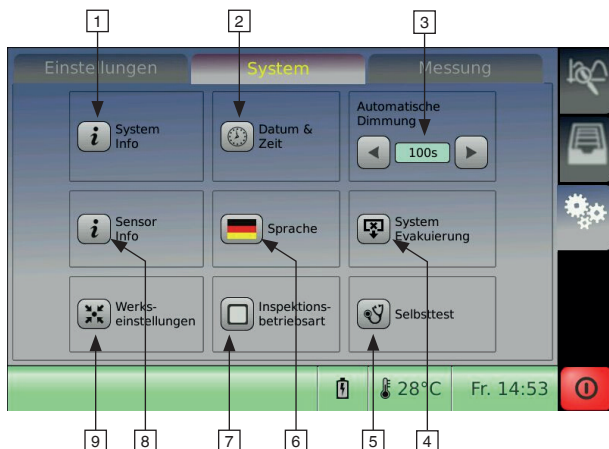 1 2 3
Einstellungen System Messung
System
Info
Datum &
Zeit
Automatische
Dimmung
100s
Sensor
Info
Sprache
System
Evakuierung
Werks-
einstellungen
Inspektions-
betriebsart
Selbsttest
28°C Fr. 14:53
9 8 7 6 5 4